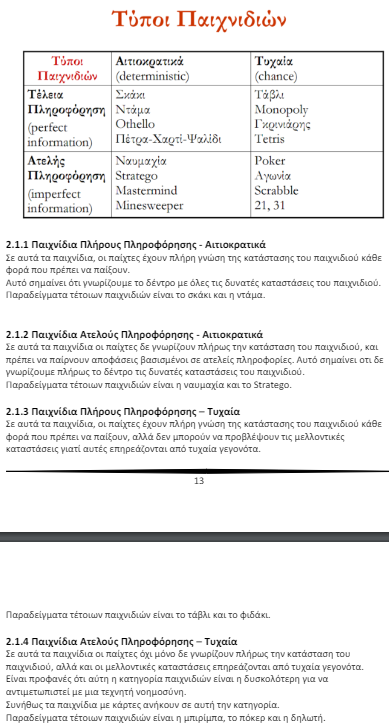 Τύποι Παιχνιδιών
Τύποι Παιχνιδιών
Αιτιοκρατικά (deterministic)
Τυχαία (chance)
Τέλεια Πληροφόρηση (perfect information)
Σκάκι
Ντάμα
Othello
Πέτρα-Χαρτί-Ψαλίδι
Τάβλι
Monopoly
Γκρινιάρης
Tetris
Ατελής Πληροφόρηση (imperfect information)
Ναυμαχία
Stratego
Mastermind
Minesweeper
Poker
Αγωνία
Scrabble
21, 31
2.1.1 Παιχνίδια Πλήρους Πληροφόρησης - Αιτιοκρατικά
Σε αυτά τα παιχνίδια, οι παίχτες έχουν πλήρη γνώση της κατάστασης του παιχνιδιού κάθε
φορά που πρέπει να παίξουν.
Αυτό σημαίνει ότι γνωρίζουμε το δέντρο με όλες τις δυνατές καταστάσεις του παιχνιδιού.
Παραδείγματα τέτοιων παιχνιδιών είναι το σκάκι και η ντάμα.
2.1.2 Παιχνίδια Ατελούς Πληροφόρησης - Αιτιοκρατικά
Σε αυτά τα παιχνίδια οι παίχτες δε γνωρίζουν πλήρως την κατάσταση του παιχνιδιού, και
πρέπει να παίρνουν αποφάσεις βασισμένοι σε ατελείς πληροφορίες. Αυτό σημαίνει οτι δε
γνωρίζουμε πλήρως το δέντρο τις δυνατές καταστάσεις του παιχνιδιού.
Παραδείγματα τέτοιων παιχνιδιών είναι η ναυμαχία και το Stratego.
2.1.3 Παιχνίδια Πλήρους Πληροφόρησης – Τυχαία
Σε αυτά τα παιχνίδια, οι παίχτες έχουν πλήρη γνώση της κατάστασης του παιχνιδιού κάθε
φορά που πρέπει να παίξουν, αλλά δεν μπορούν να προβλέψουν τις μελλοντικές
καταστάσεις γιατί αυτές επηρεάζονται από τυχαία γεγονότα.
13
Παραδείγματα τέτοιων παιχνιδιών είναι το τάβλι και το φιδάκι.
2.1.4 Παιχνίδια Ατελούς Πληροφόρησης – Τυχαία
Σε αυτά τα παιχνίδια οι παίχτες όχι μόνο δε γνωρίζουν πλήρως την κατάσταση του
παιχνιδιού, αλλά και οι μελλοντικές καταστάσεις επηρεάζονται από τυχαία γεγονότα.
Είναι προφανές ότι αύτη η κατηγορία παιχνιδιών είναι η δυσκολότερη για να
αντιμετωπιστεί με μια τεχνητή νοημοσύνη.
Συνήθως τα παιχνίδια με κάρτες ανήκουν σε αυτή την κατηγορία.
Παραδείγματα τέτοιων παιχνιδιών είναι η μπιρίμπα, το πόκερ και η δηλωτή.